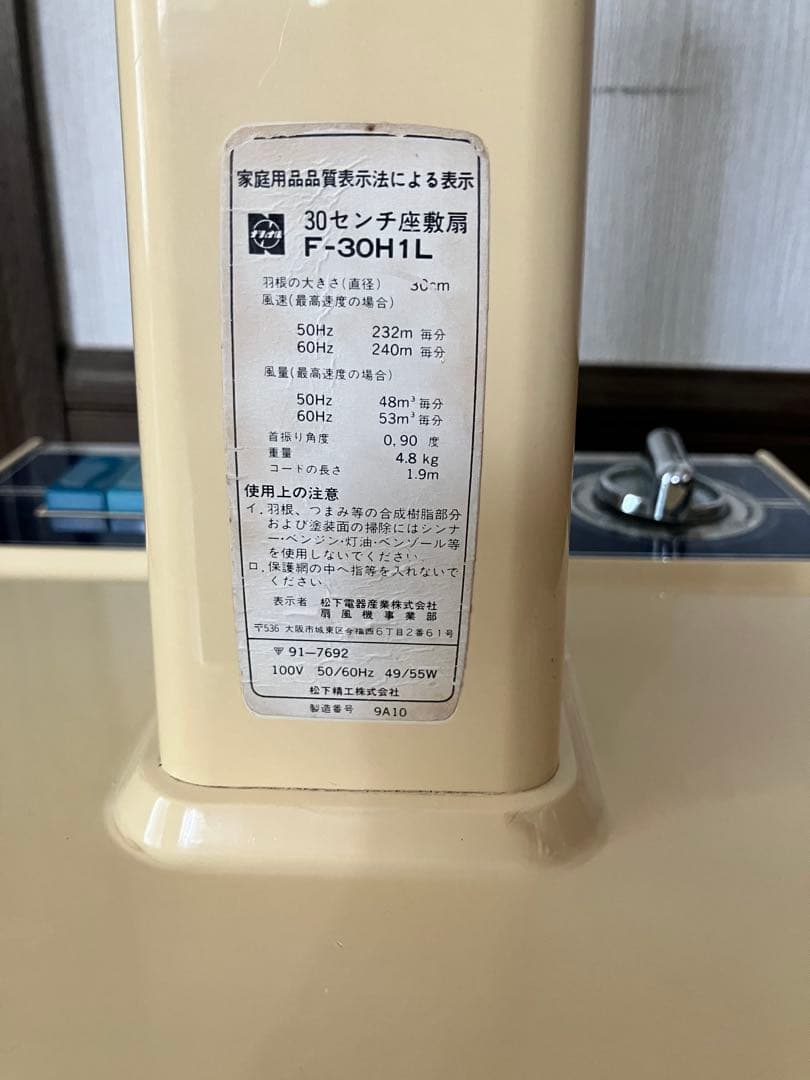 家庭用品品質表示法による表示
ナショナル
30センチ座敷扇
F-30H1L
羽根の大きさ(直径) 30cm
風速(最高速度の場合)
50Hz 232m 毎分
60Hz 240m 毎分
風量(最高速度の場合)
50Hz 48m³ 毎分
60Hz 53m³ 毎分
首振り角度 0,90 度
重量 4.8 kg
コードの長さ 1.9m
使用上の注意
イ.羽根、つまみ等の合成樹脂部分
および塗装面の掃除にはシンナ
ー・ベンジン・灯油・ベンゾール等
を使用しないでください。
ロ.保護網の中へ指等を入れないで
ください
表示者 松下電器産業株式会社
扇風機事業部
〒536 大阪市城東区今福西6丁目2番61号
〒 91-7692
100V 50/60Hz 49/55W
松下精工株式会社
製造番号 9A10